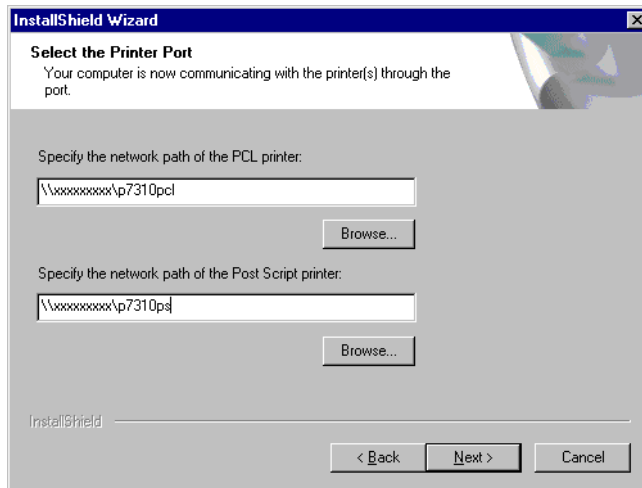 InstallShield Wizard
Select the Printer Port
Your computer is now communicating with the printer(s) through the
port.
Specify the network path of the PCL printer:
\\xxxxxxxxx\p7310pcl
Browse...
Specify the network path of the Post Script printer:
\\xxxxxxxxx\p7310ps
Browse...
InstallShield
< Back
Next >
Cancel